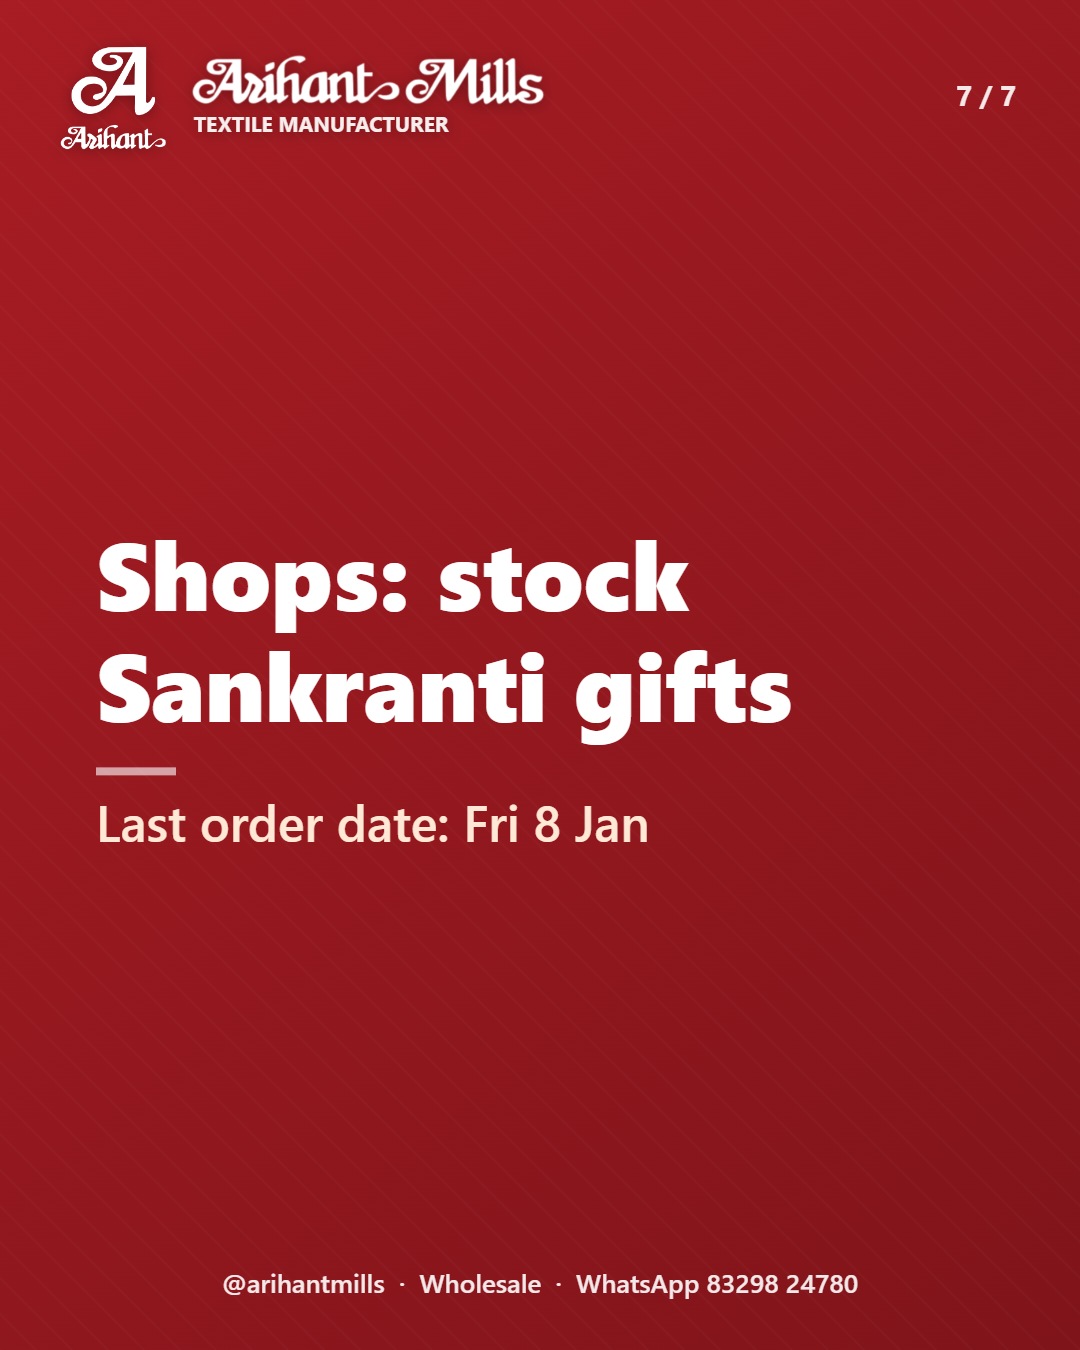 A
Arihant
Arihant Mills
TEXTILE MANUFACTURER
7 / 7
Shops: stock
Sankranti gifts
Last order date: Fri 8 Jan
@arihantmills · Wholesale · WhatsApp 83298 24780